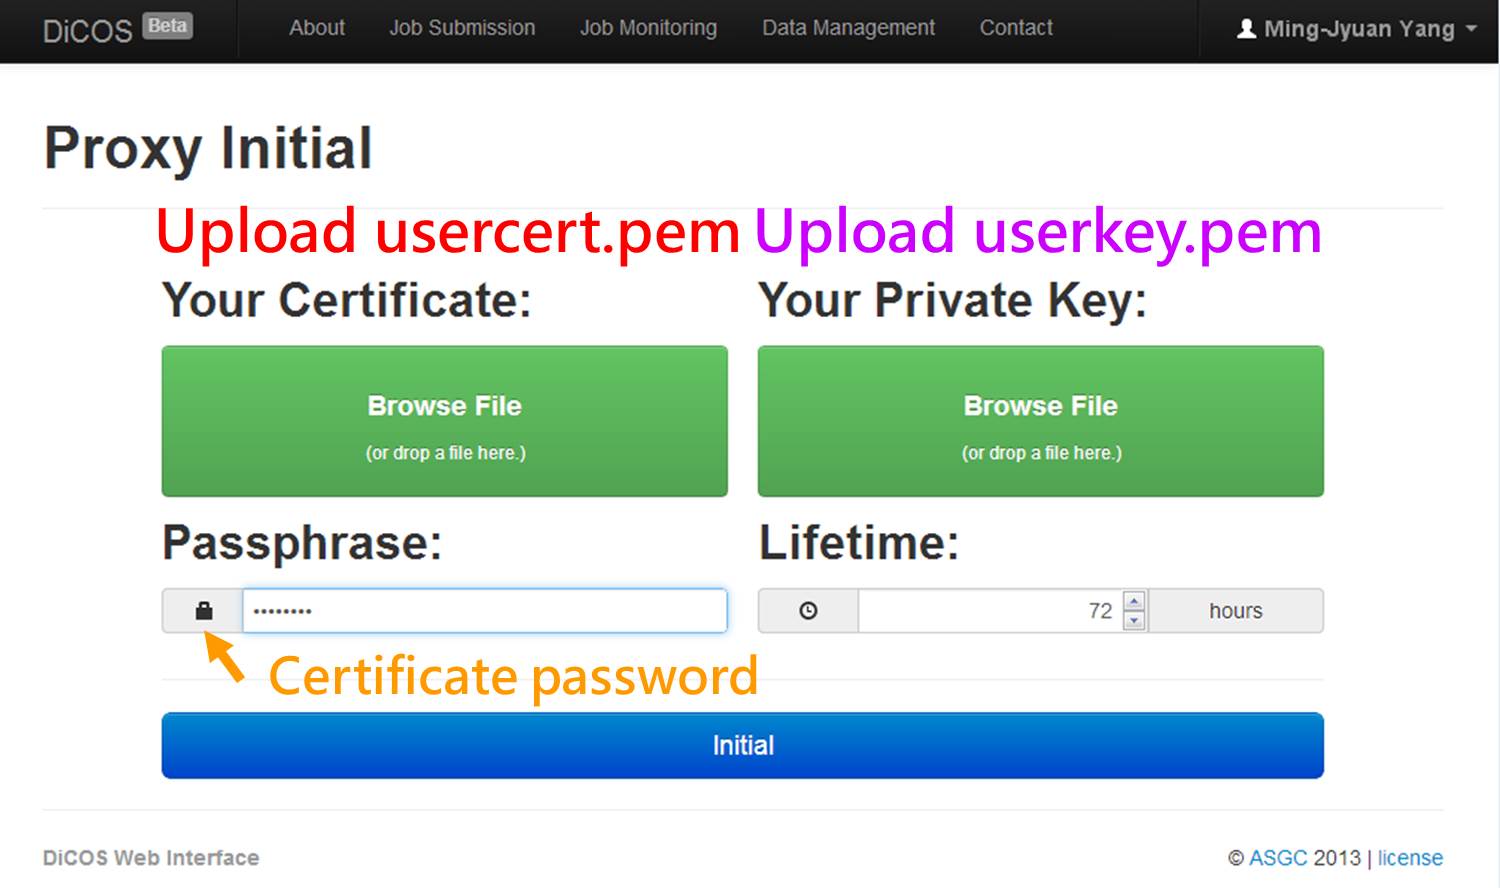 DiCOS Beta About Job Submission Job Monitoring Data Management Contact Ming-Jyuan Yang
Proxy Initial
Upload usercert.pem Upload userkey.pem
Your Certificate: Your Private Key:
Browse File Browse File
(or drop a file here.) (or drop a file here.)
Passphrase: Lifetime:
•••••••• 72 hours
Certificate password
Initial
DiCOS Web Interface © ASGC 2013 | license